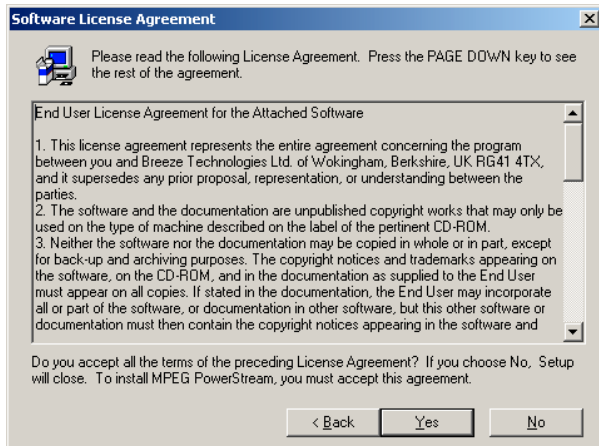 Software License Agreement
Please read the following License Agreement. Press the PAGE DOWN key to see
the rest of the agreement.
End User License Agreement for the Attached Software
1. This license agreement represents the entire agreement concerning the program
between you and Breeze Technologies Ltd. of Wokingham, Berkshire, UK RG41 4TX,
and it supersedes any prior proposal, representation, or understanding between the
parties.
2. The software and the documentation are unpublished copyright works that may only be
used on the type of machine described on the label of the pertinent CD-ROM.
3. Neither the software nor the documentation may be copied in whole or in part, except
for back-up and archiving purposes. The copyright notices and trademarks appearing on
the software, on the CD-ROM, and in the documentation as supplied to the End User
must appear on all copies. If stated in the documentation, the End User may incorporate
all or part of the software, or documentation in other software, but this other software or
documentation must then contain the copyright notices appearing in the software and
Do you accept all the terms of the preceding License Agreement? If you choose No, Setup
will close. To install MPEG PowerStream, you must accept this agreement.
< Back Yes No